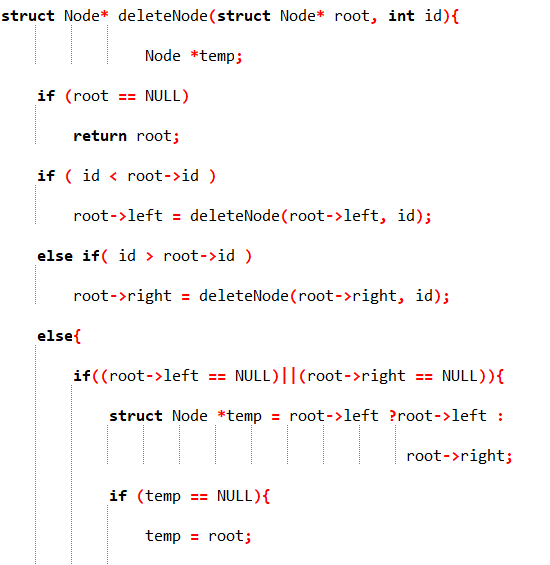 struct Node* deleteNode(struct Node* root, int id){
Node *temp;
if (root == NULL)
return root;
if ( id < root->id )
root->left = deleteNode(root->left, id);
else if( id > root->id )
root->right = deleteNode(root->right, id);
else{
if((root->left == NULL)||(root->right == NULL)){
struct Node *temp = root->left ?root->left :
root->right;
if (temp == NULL){
temp = root;